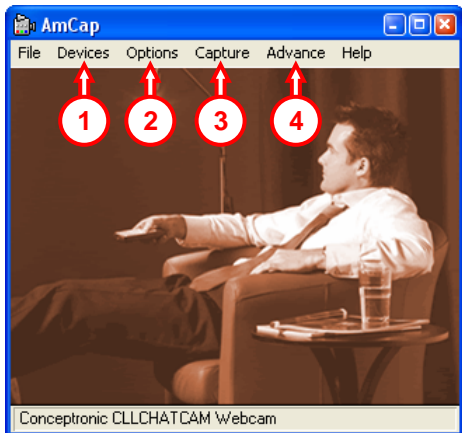 AmCap
File Devices Options Capture Advance Help
1 2 3 4
Conceptronic CLLCHATCAM Webcam